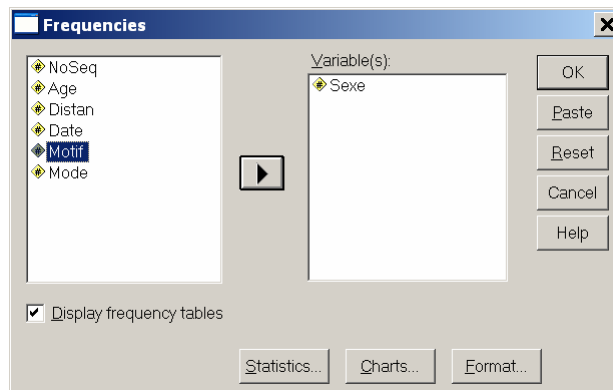 Frequencies
NoSeq
Age
Distan
Date
Motif
Mode
Variable(s):
Sexe
OK
Paste
Reset
Cancel
Help
Display frequency tables
Statistics...
Charts...
Format...